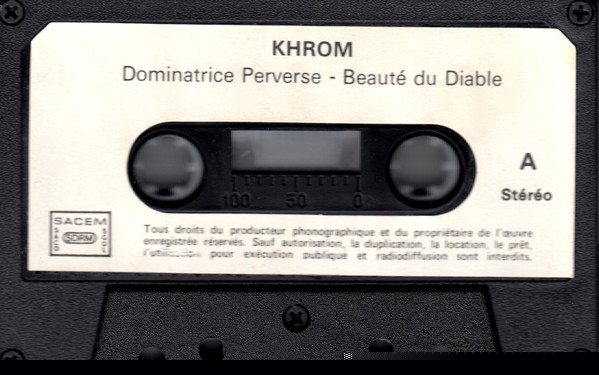 KHROM
Dominatrice Perverse - Beauté du Diable
A
Stéréo
100 50 0
SACEM
SACD
SDRM
SGDL
Tous droits du producteur phonographique et du propriétaire de l'œuvre
enregistrée réservés. Sauf autorisation, la duplication, la location, le prêt,
l'utilisation pour exécution publique et radiodiffusion sont interdits.